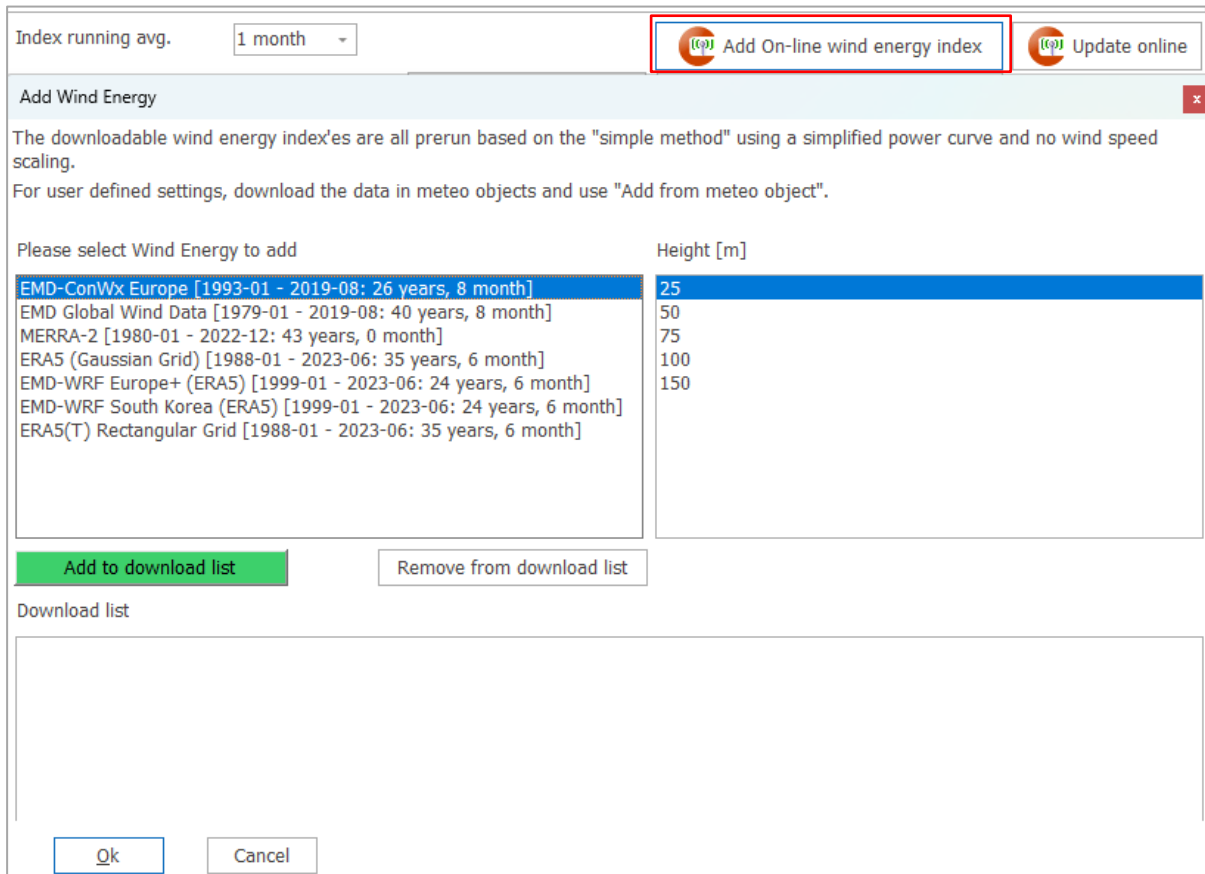 Index running avg.
1 month
Add On-line wind energy index
Update online
Add Wind Energy
x
The downloadable wind energy index'es are all prerun based on the "simple method" using a simplified power curve and no wind speed
scaling.
For user defined settings, download the data in meteo objects and use "Add from meteo object".
Please select Wind Energy to add
EMD-ConWx Europe [1993-01 - 2019-08: 26 years, 8 month]
EMD Global Wind Data [1979-01 - 2019-08: 40 years, 8 month]
MERRA-2 [1980-01 - 2022-12: 43 years, 0 month]
ERA5 (Gaussian Grid) [1988-01 - 2023-06: 35 years, 6 month]
EMD-WRF Europe+ (ERA5) [1999-01 - 2023-06: 24 years, 6 month]
EMD-WRF South Korea (ERA5) [1999-01 - 2023-06: 24 years, 6 month]
ERA5(T) Rectangular Grid [1988-01 - 2023-06: 35 years, 6 month]
Height [m]
25
50
75
100
150
Add to download list
Remove from download list
Download list
Ok
Cancel